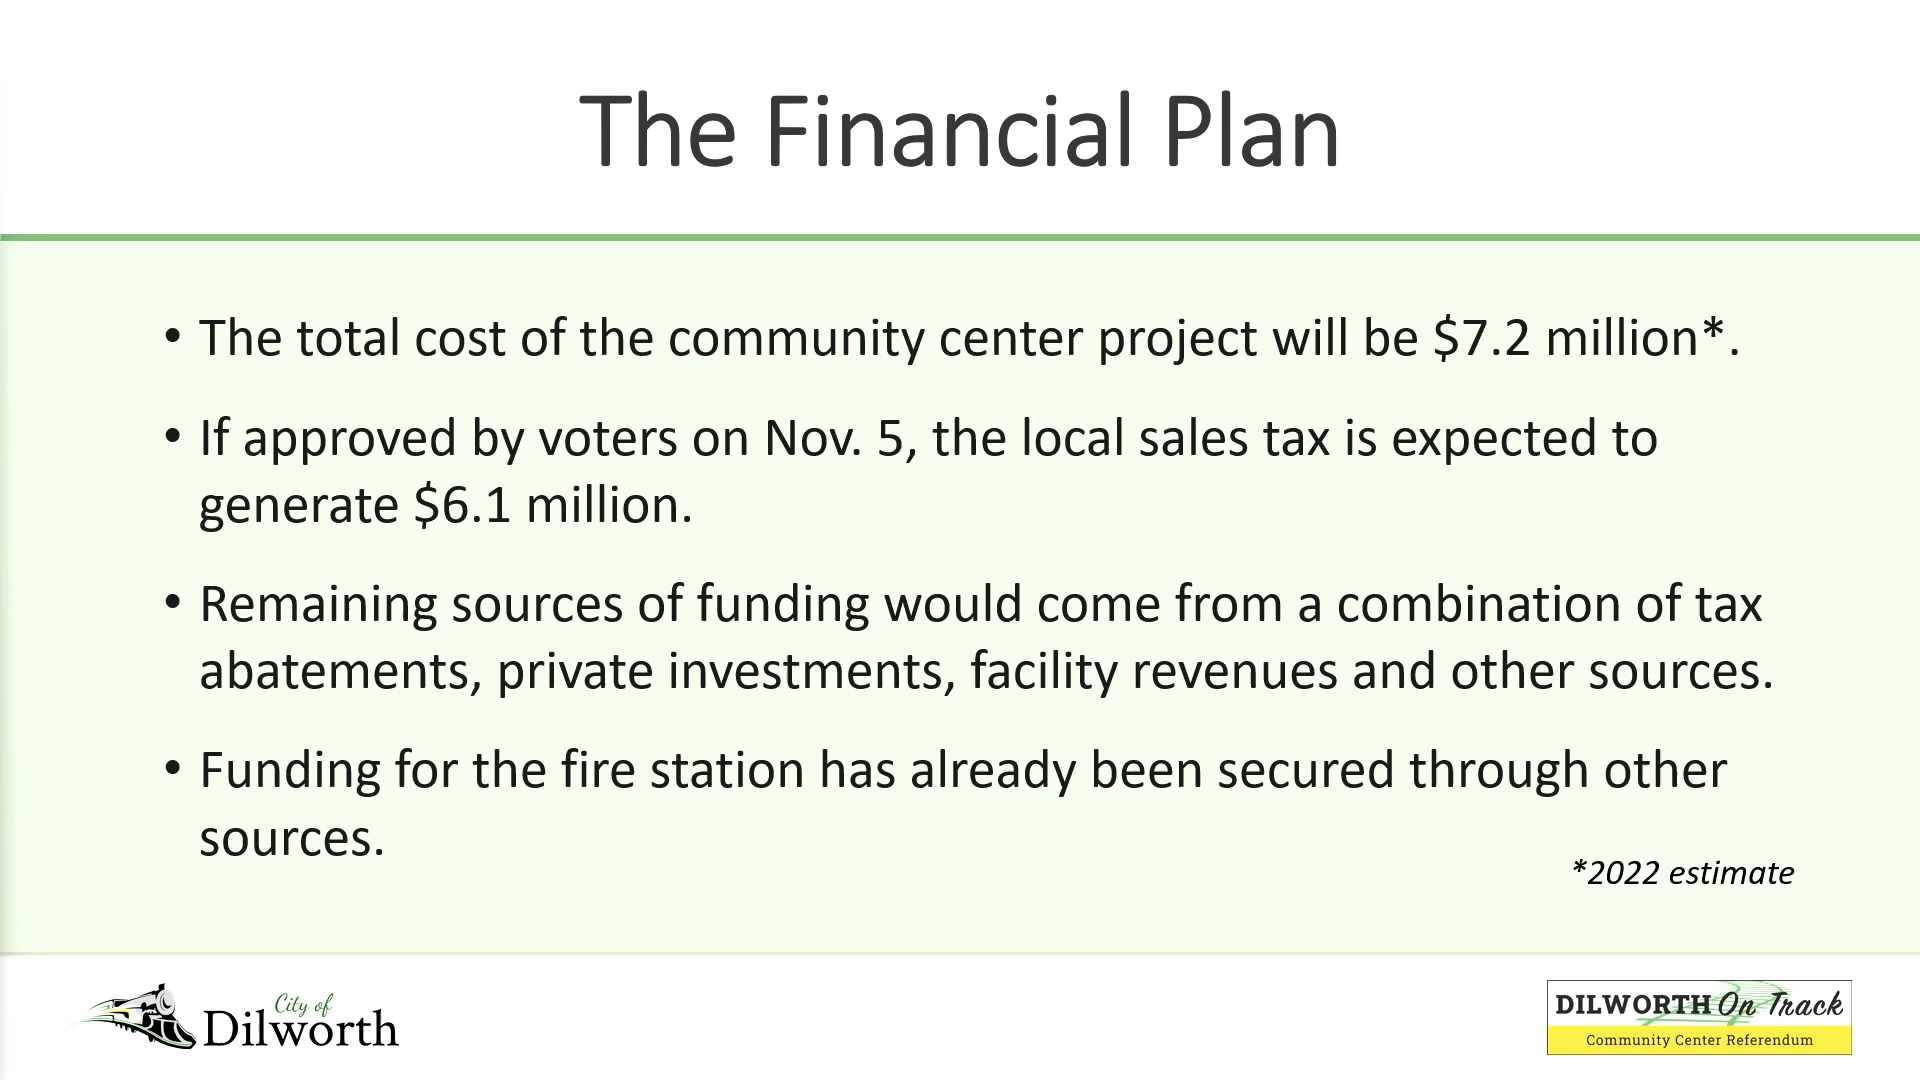 The Financial Plan
• The total cost of the community center project will be $7.2 million*.
• If approved by voters on Nov. 5, the local sales tax is expected to
generate $6.1 million.
• Remaining sources of funding would come from a combination of tax
abatements, private investments, facility revenues and other sources.
• Funding for the fire station has already been secured through other
sources.
*2022 estimate
City of
Dilworth
DILWORTH On Track
Community Center Referendum